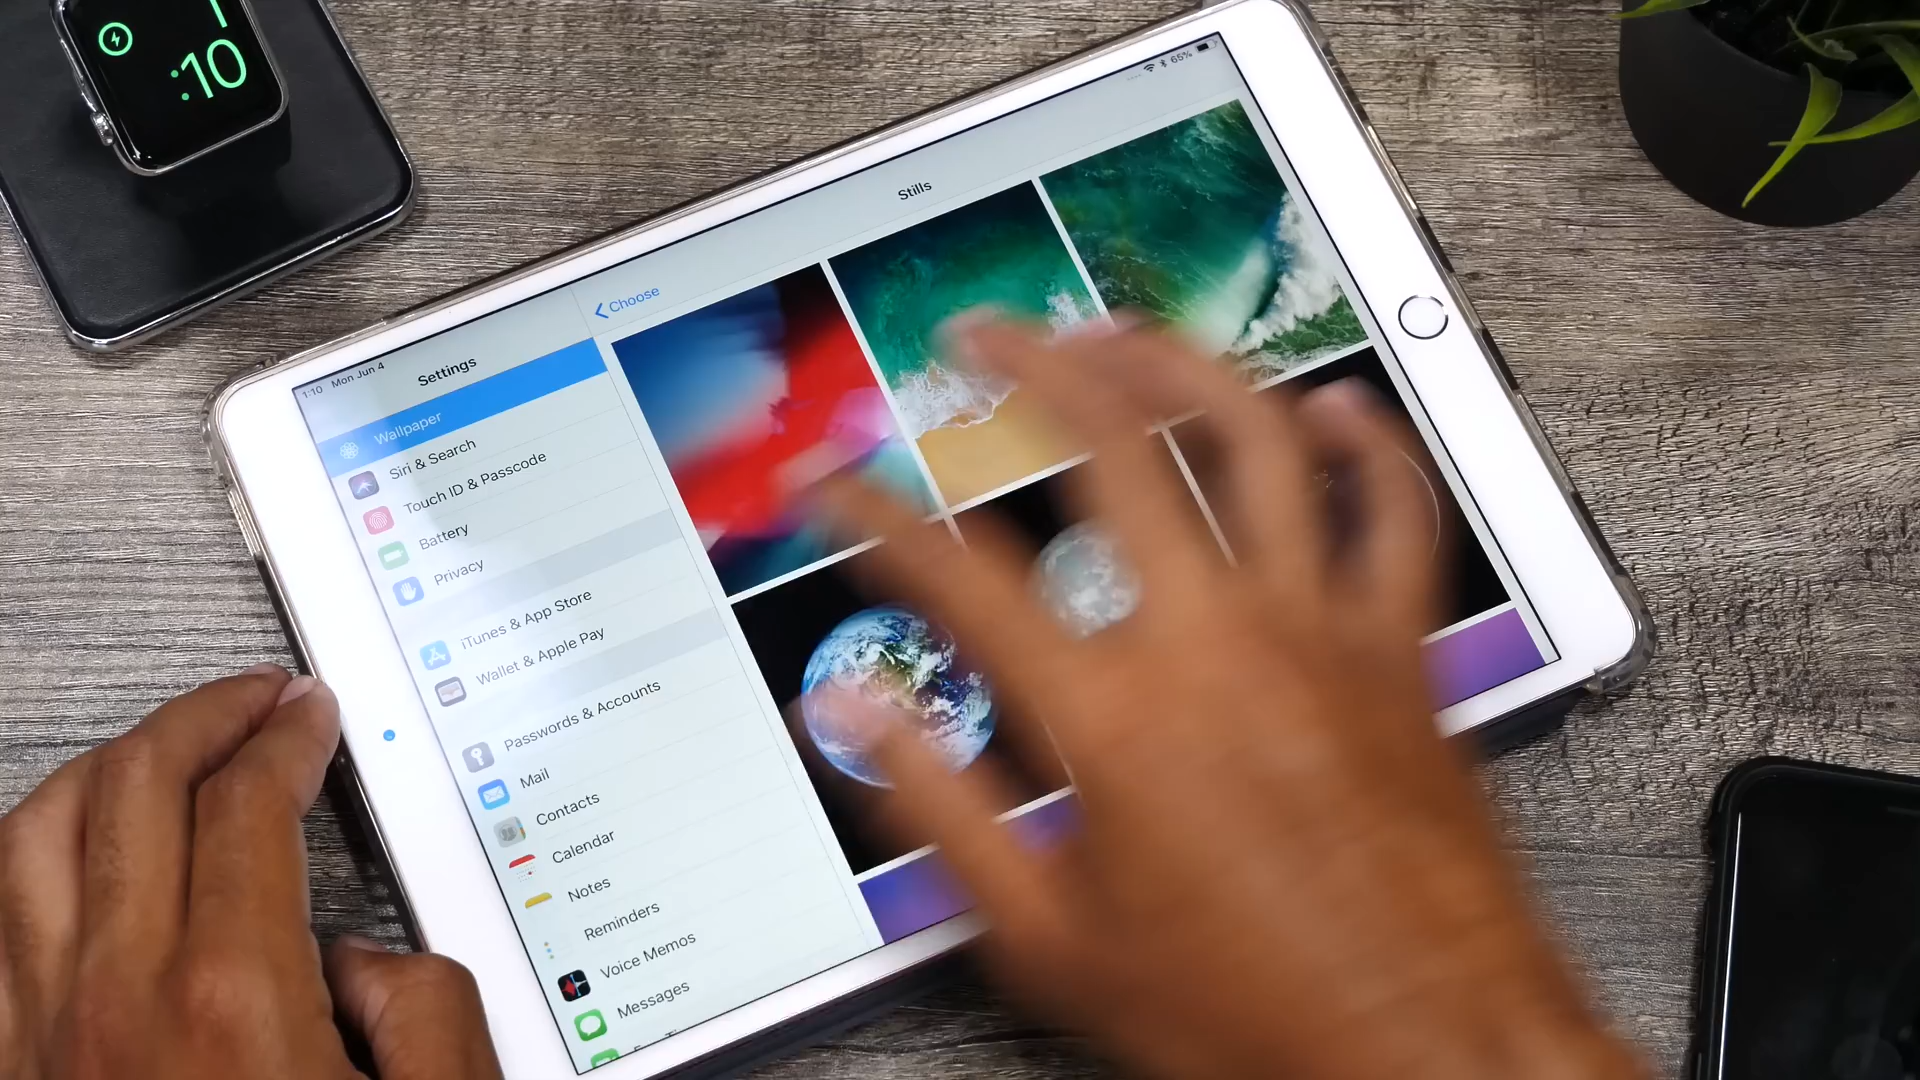 :10
65%
Stills
Choose
1:10 Mon Jun 4
Settings
Wallpaper
Siri & Search
Touch ID & Passcode
Battery
Privacy
iTunes & App Store
Wallet & Apple Pay
Passwords & Accounts
Mail
Contacts
Calendar
Notes
Reminders
Voice Memos
Messages